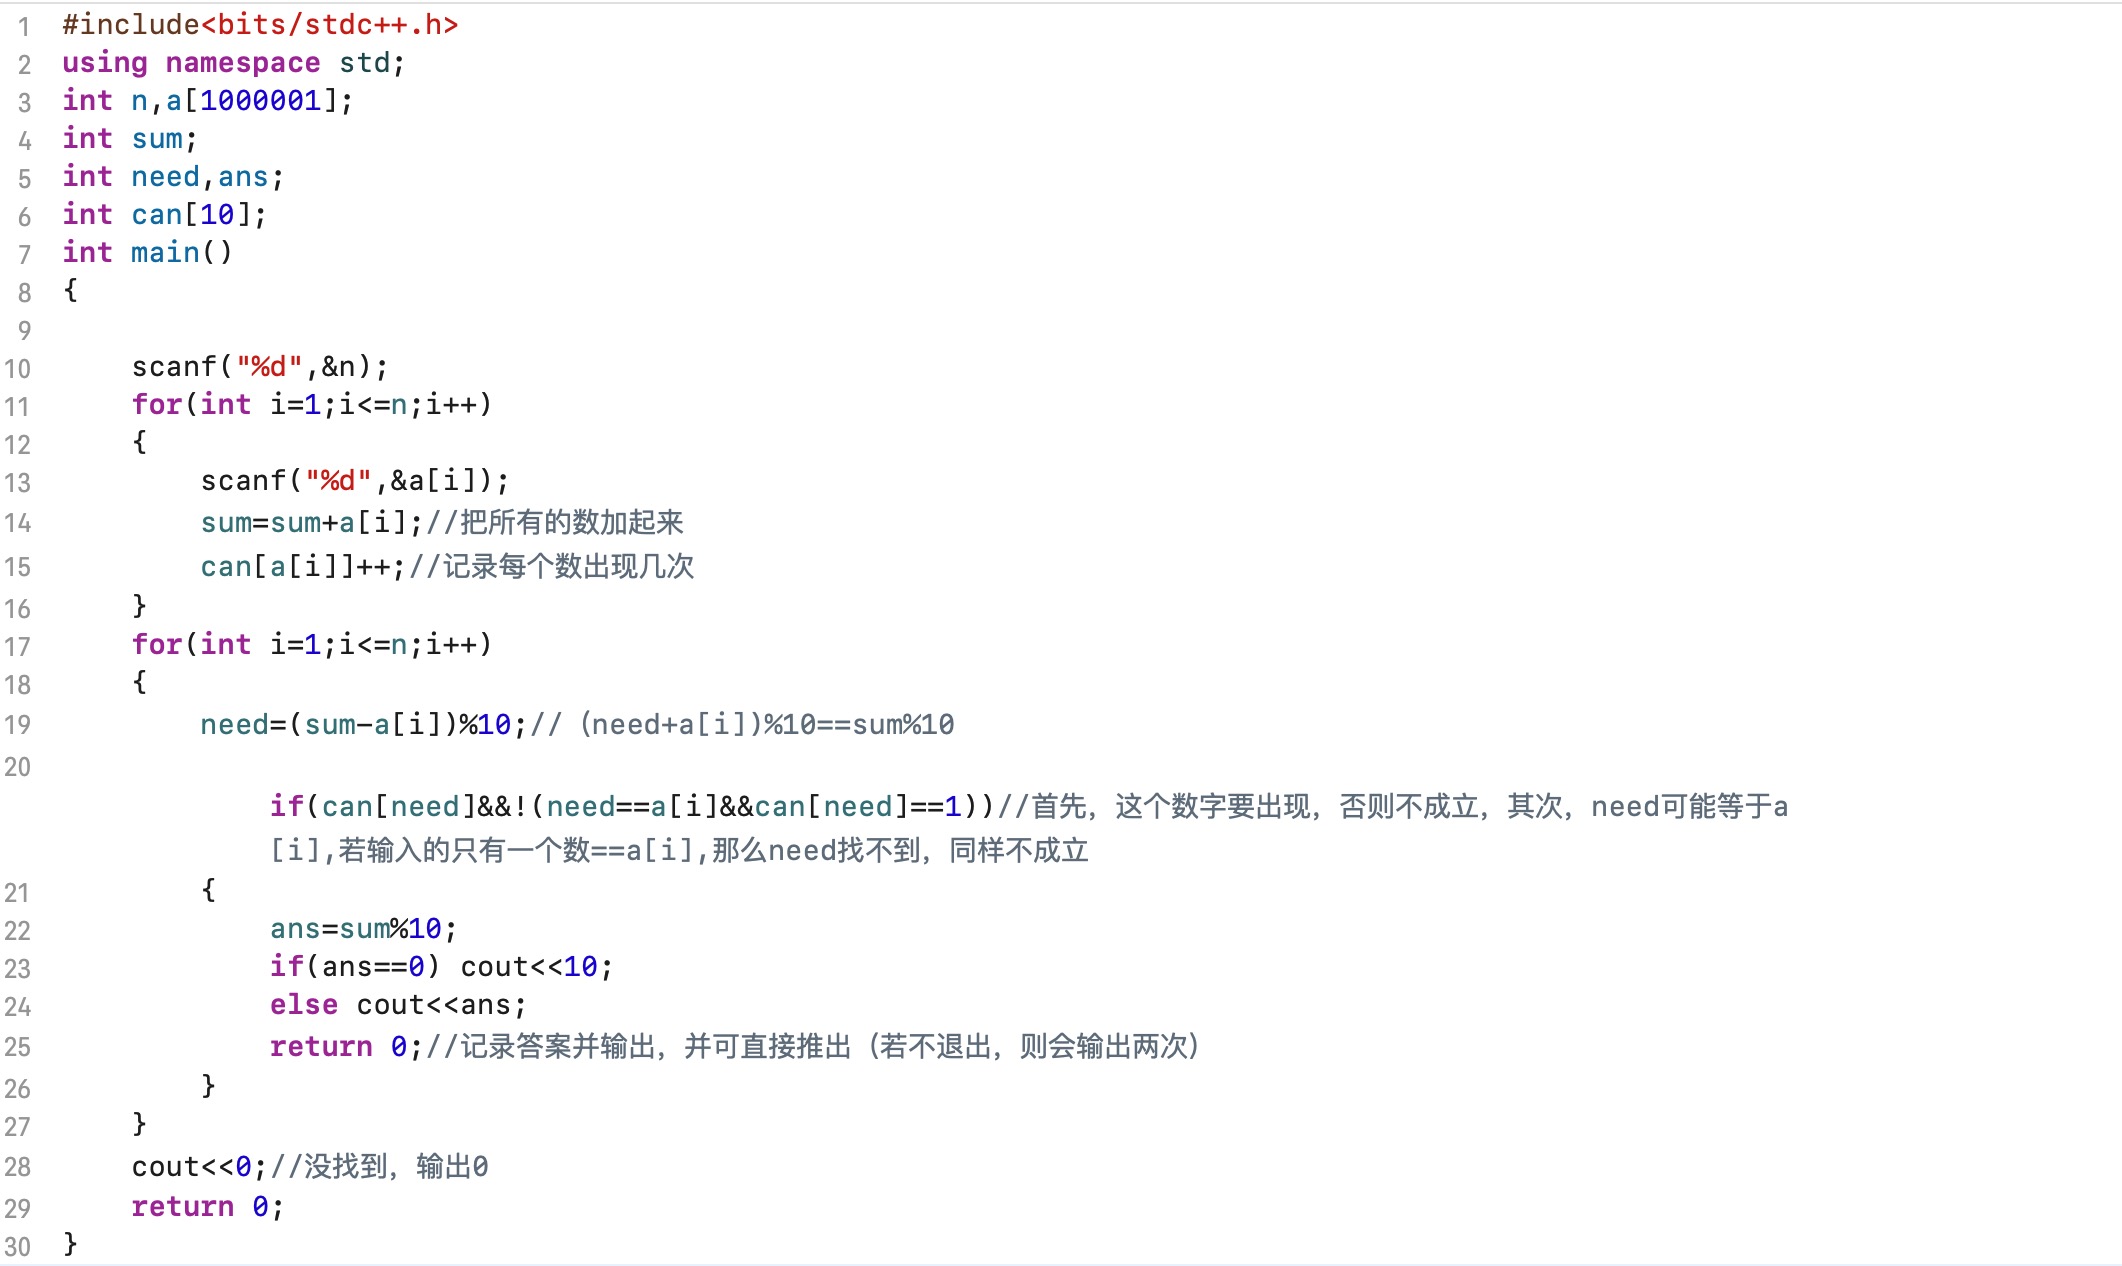 1 #include<bits/stdc++.h>
2 using namespace std;
3 int n,a[1000001];
4 int sum;
5 int need,ans;
6 int can[10];
7 int main()
8 {
9
10 scanf("%d",&n);
11 for(int i=1;i<=n;i++)
12 {
13 scanf("%d",&a[i]);
14 sum=sum+a[i];//把所有的数加起来
15 can[a[i]]++;//记录每个数出现几次
16 }
17 for(int i=1;i<=n;i++)
18 {
19 need=(sum-a[i])%10;//（need+a[i])%10==sum%10
20
if(can[need]&&!(need==a[i]&&can[need]==1))//首先，这个数字要出现，否则不成立，其次，need可能等于a
[i],若输入的只有一个数==a[i],那么need找不到，同样不成立
21 {
22 ans=sum%10;
23 if(ans==0) cout<<10;
24 else cout<<ans;
25 return 0;//记录答案并输出，并可直接推出（若不退出，则会输出两次）
26 }
27 }
28 cout<<0;//没找到，输出0
29 return 0;
30 }